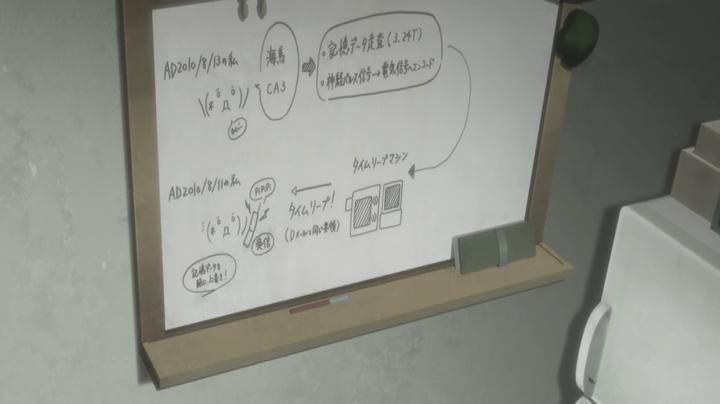 AD2010/8/13の私
海馬
CA3
・記憶データ走査(3.24T)
・神経パルス信号→電気信号へエンコード
タイムリープマシン
AD2010/8/11の私
タイムリープ!
(Dメールと同じ要領)
受信
記憶データを
脳に上書き!